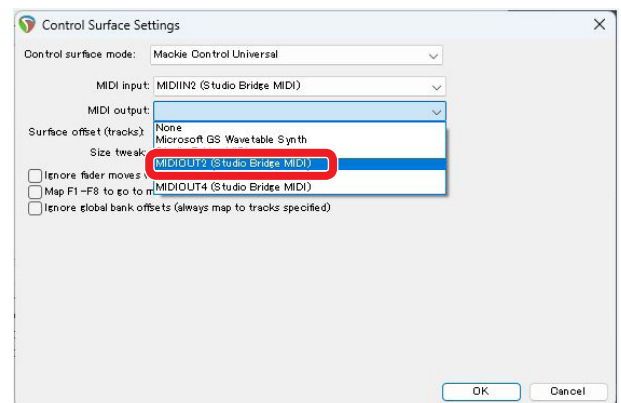 Control Surface Settings
Control surface mode: Mackie Control Universal
MIDI input: MIDIIN2 (Studio Bridge MIDI)
MIDI output:
None
Surface offset (tracks):
Microsoft GS Wavetable Synth
Size tweak:
MIDIOUT2 (Studio Bridge MIDI)
Ignore fader moves
Map F1-F8 to go to m
MIDIOUT4 (Studio Bridge MIDI)
Ignore global bank offsets (always map to tracks specified)
OK Cancel